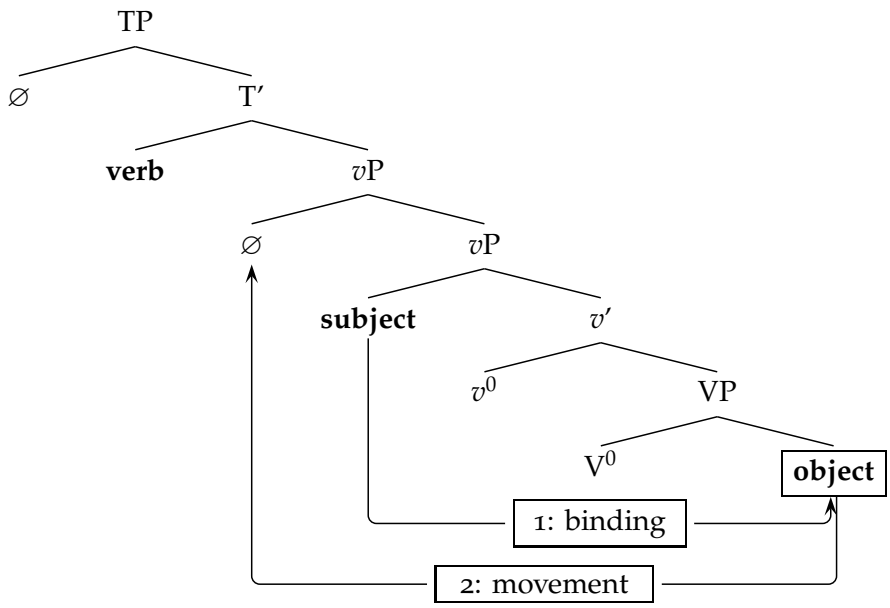 TP
∅ T’
verb vP
∅ vP
subject v’
v⁰ VP
V⁰ object
1: binding
2: movement